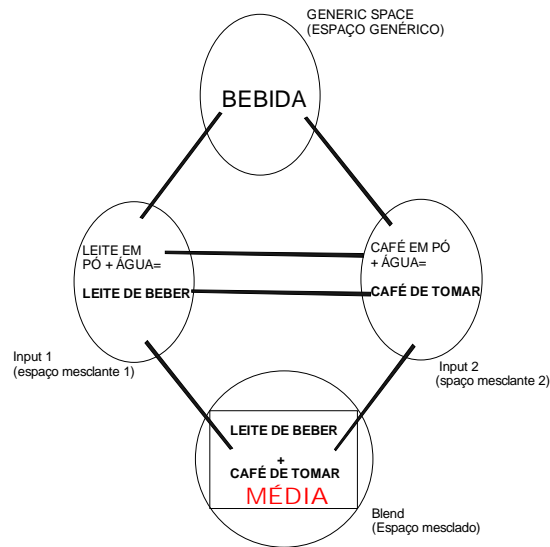 GENERIC SPACE
(ESPAÇO GENÉRICO)
BEBIDA
LEITE EM
PÓ + ÁGUA=
LEITE DE BEBER
CAFÉ EM PÓ
+ ÁGUA=
CAFÉ DE TOMAR
Input 1
(espaço mesclante 1)
Input 2
(spaço mesclante 2)
LEITE DE BEBER
+
CAFÉ DE TOMAR
MÉDIA
Blend
(Espaço mesclado)